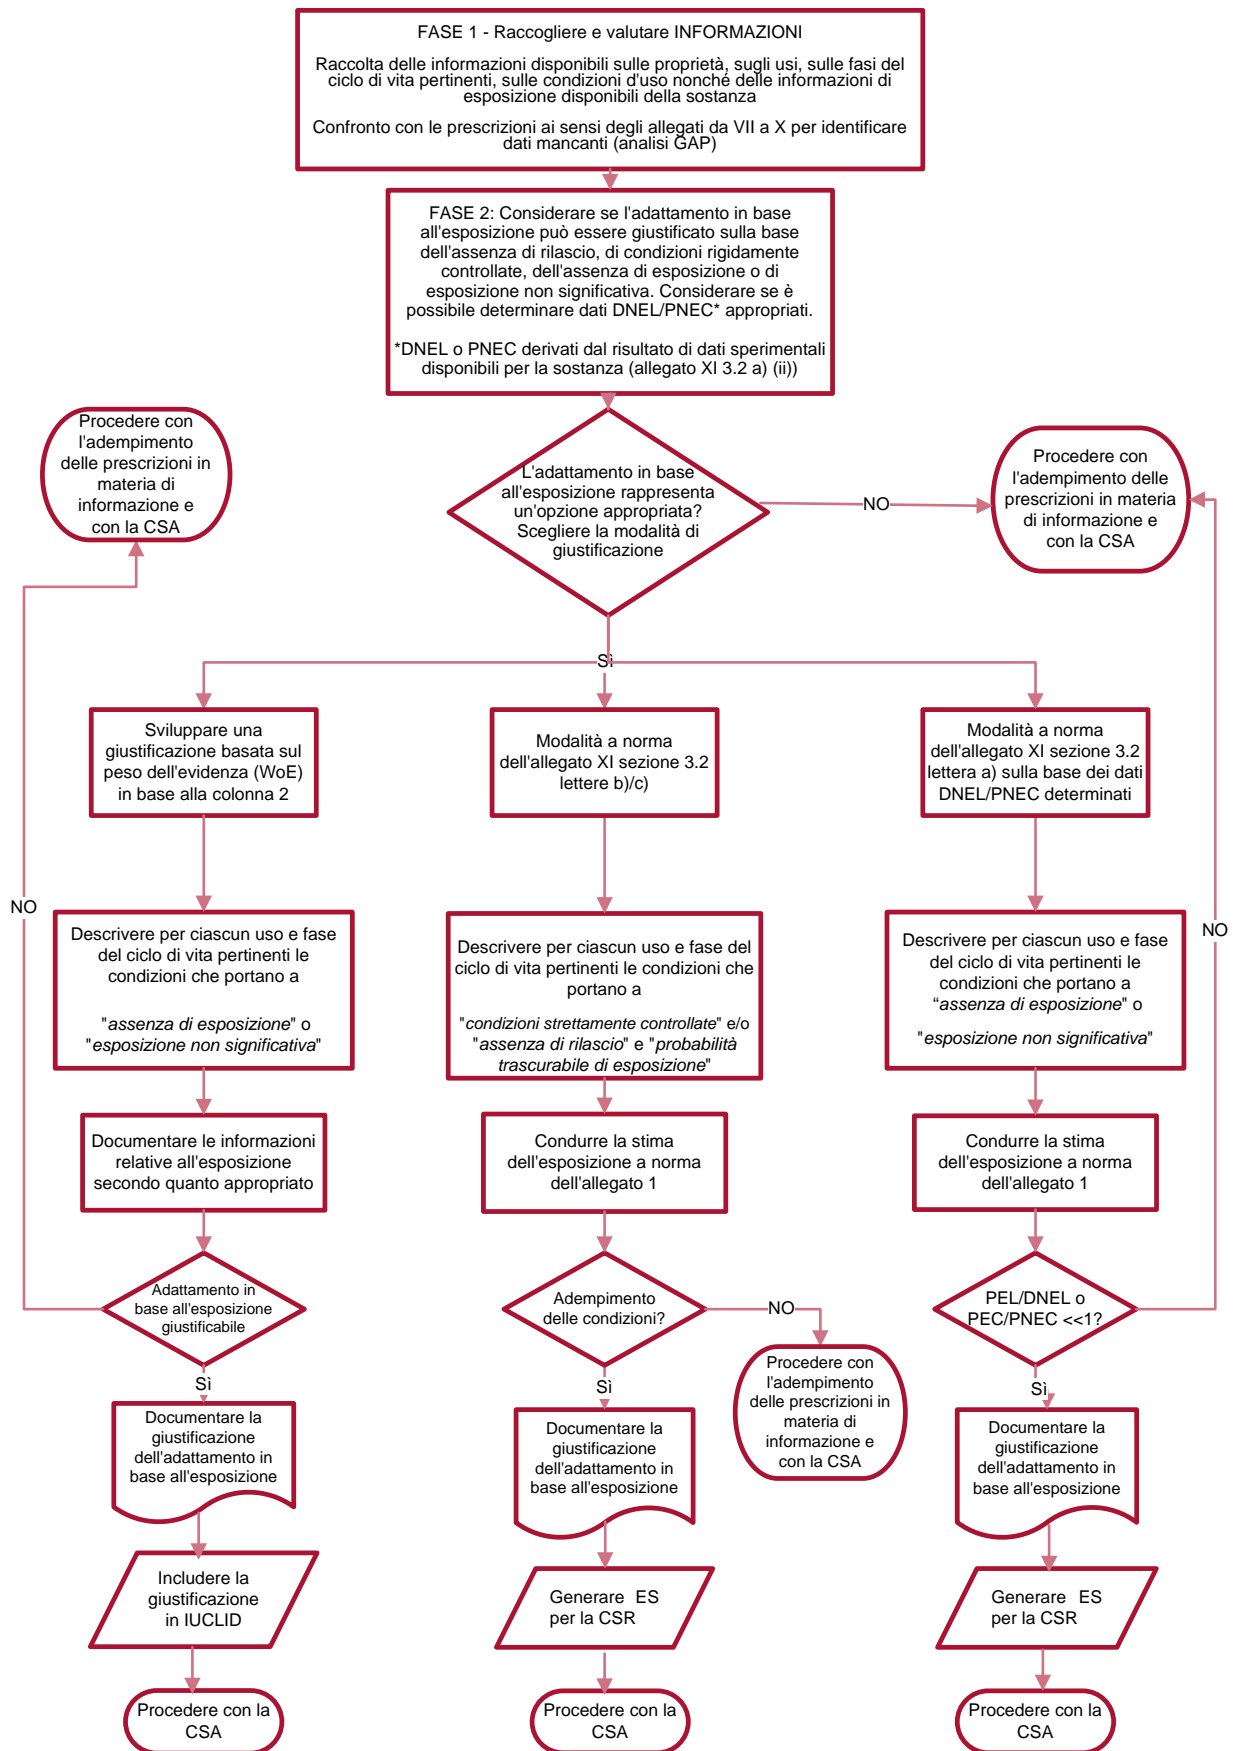 FASE 1 - Raccogliere e valutare INFORMAZIONI
Raccolta delle informazioni disponibili sulle proprietà, sugli usi, sulle fasi del
ciclo di vita pertinenti, sulle condizioni d'uso nonché delle informazioni di
esposizione disponibili della sostanza
Confronto con le prescrizioni ai sensi degli allegati da VII a X per identificare
dati mancanti (analisi GAP)
FASE 2: Considerare se l'adattamento in base
all'esposizione può essere giustificato sulla base
dell'assenza di rilascio, di condizioni rigidamente
controllate, dell'assenza di esposizione o di
esposizione non significativa. Considerare se è
possibile determinare dati DNEL/PNEC* appropriati.
*DNEL o PNEC derivati dal risultato di dati sperimentali
disponibili per la sostanza (allegato XI 3.2 a) (ii))
Procedere con
l'adempimento
delle prescrizioni in
materia di
informazione e
con la CSA
L'adattamento in base
all'esposizione rappresenta
un'opzione appropriata?
Scegliere la modalità di
giustificazione
NO
Procedere con
l'adempimento delle
prescrizioni in materia
di informazione e
con la CSA
Sì
Sviluppare una
giustificazione basata sul
peso dell'evidenza (WoE)
in base alla colonna 2
Modalità a norma
dell'allegato XI sezione 3.2
lettere b)/c)
Modalità a norma
dell'allegato XI sezione 3.2
lettera a) sulla base dei dati
DNEL/PNEC determinati
NO
NO
Descrivere per ciascun uso e fase
del ciclo di vita pertinenti le
condizioni che portano a
"assenza di esposizione" o
"esposizione non significativa"
Descrivere per ciascun uso e fase del
ciclo di vita pertinenti le condizioni che
portano a
"condizioni strettamente controllate" e/o
"assenza di rilascio" e "probabilità
trascurabile di esposizione"
Descrivere per ciascun uso e fase
del ciclo di vita pertinenti le
condizioni che portano a
“assenza di esposizione" o
"esposizione non significativa"
Documentare le informazioni
relative all'esposizione
secondo quanto appropriato
Condurre la stima
dell'esposizione a norma
dell'allegato 1
Condurre la stima
dell'esposizione a norma
dell'allegato 1
Adattamento in
base all'esposizione
giustificabile
Adempimento
delle condizioni?
NO
PEL/DNEL o
PEC/PNEC <<1?
Procedere con
l'adempimento
delle prescrizioni in
materia di
informazione e
con la CSA
Sì
Sì
Sì
Documentare la
giustificazione
dell'adattamento in
base all'esposizione
Documentare la
giustificazione
dell'adattamento in
base all'esposizione
Documentare la
giustificazione
dell'adattamento in
base all'esposizione
Includere la
giustificazione
in IUCLID
Generare ES
per la CSR
Generare ES
per la CSR
Procedere con la
CSA
Procedere con la
CSA
Procedere con la
CSA